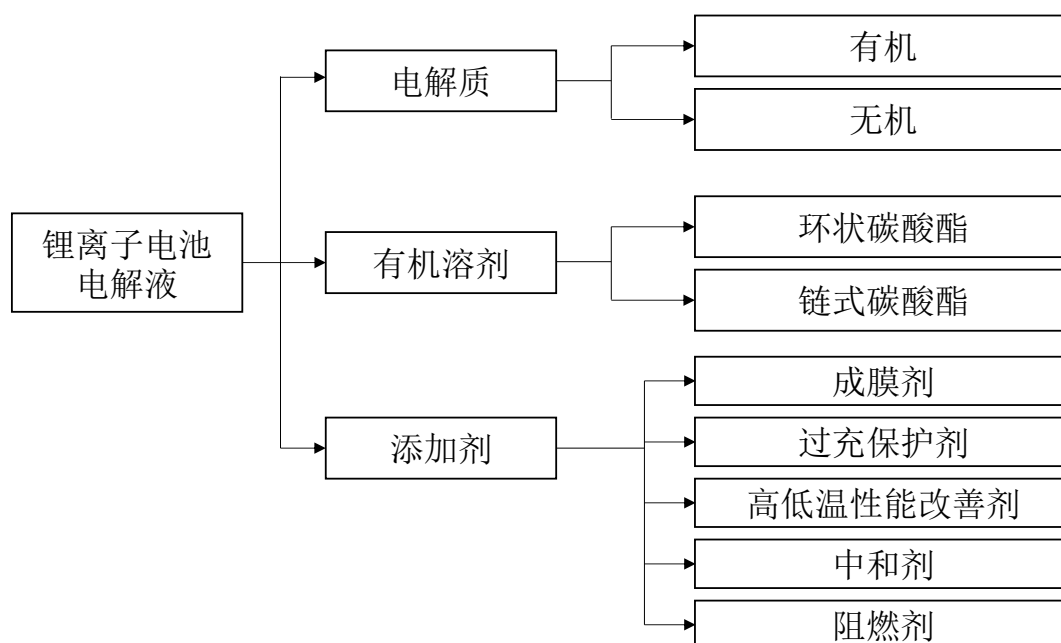 电解质
有机
无机
锂离子电池
电解液
有机溶剂
环状碳酸酯
链式碳酸酯
添加剂
成膜剂
过充保护剂
高低温性能改善剂
中和剂
阻燃剂